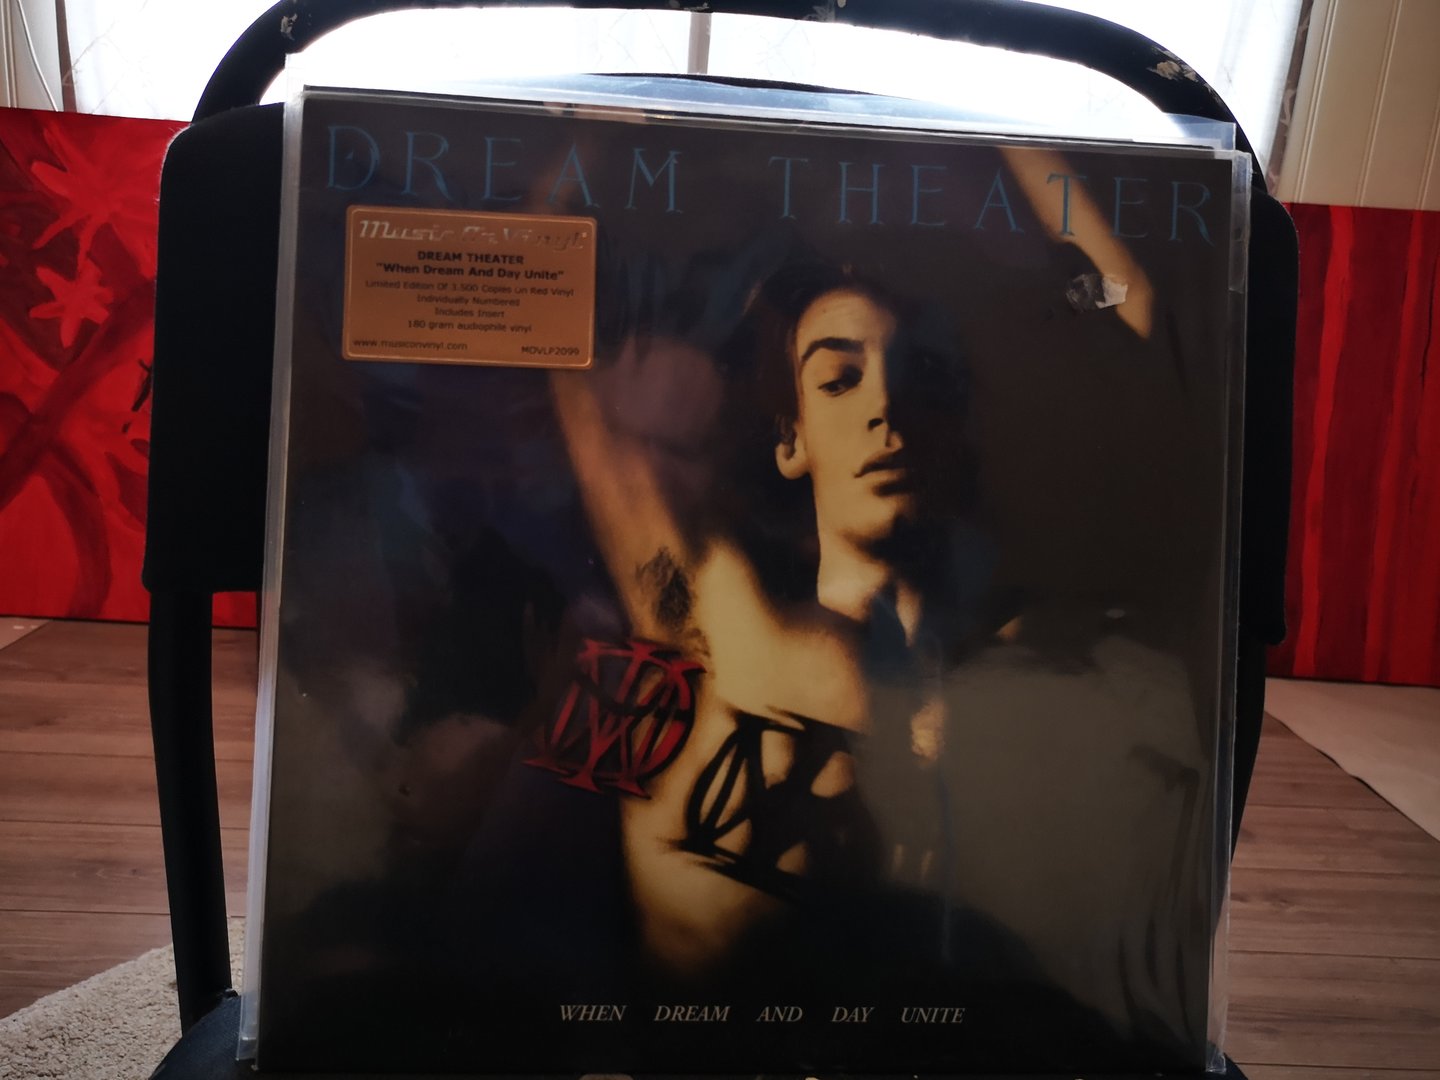 DREAM THEATER
Music On Vinyl
DREAM THEATER
"When Dream And Day Unite"
Limited Edition Of 3.500 Copies On Red Vinyl
Individually Numbered
Includes Insert
180 gram audiophile vinyl
www.musiconvinyl.com MOVLP2099
WHEN DREAM AND DAY UNITE